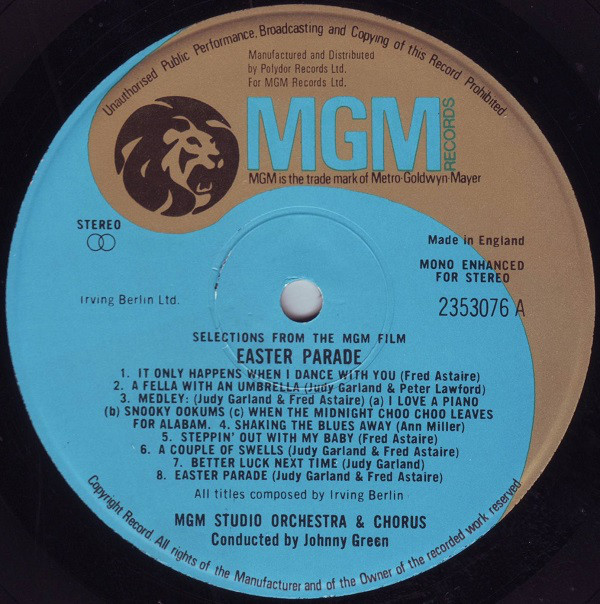 Unauthorised Public Performance, Broadcasting and Copying of this Record Prohibited
Manufactured and Distributed
by Polydor Records Ltd.
For MGM Records Ltd.
MGM
RECORDS
MGM is the trade mark of Metro-Goldwyn-Mayer
STEREO
Made in England
MONO ENHANCED
FOR STEREO
Irving Berlin Ltd.
2353076 A
SELECTIONS FROM THE MGM FILM
EASTER PARADE
1. IT ONLY HAPPENS WHEN I DANCE WITH YOU (Fred Astaire)
2. A FELLA WITH AN UMBRELLA (Judy Garland & Peter Lawford)
3. MEDLEY: (Judy Garland & Fred Astaire) (a) I LOVE A PIANO
(b) SNOOKY OOKUMS (c) WHEN THE MIDNIGHT CHOO CHOO LEAVES
FOR ALABAM. 4. SHAKING THE BLUES AWAY (Ann Miller)
5. STEPPIN' OUT WITH MY BABY (Fred Astaire)
6. A COUPLE OF SWELLS (Judy Garland & Fred Astaire)
7. BETTER LUCK NEXT TIME (Judy Garland)
8. EASTER PARADE (Judy Garland & Fred Astaire)
All titles composed by Irving Berlin
MGM STUDIO ORCHESTRA & CHORUS
Conducted by Johnny Green
Copyright Record. All rights of the Manufacturer and of the Owner of the recorded work reserved